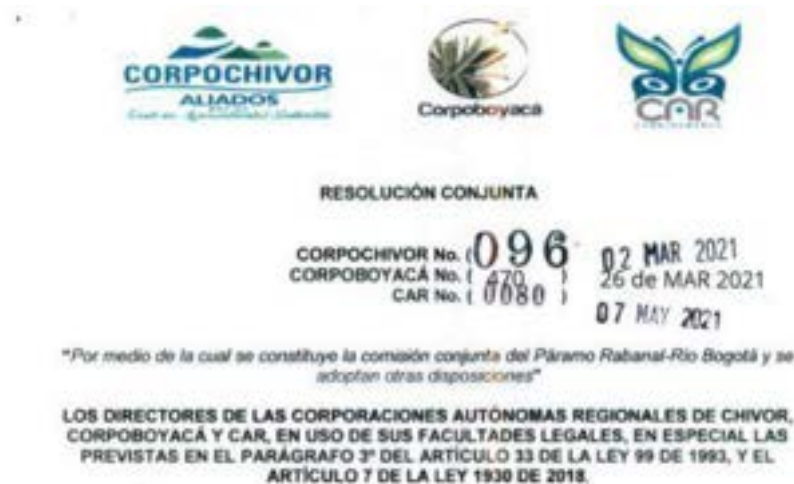 CORPOCHIVOR
ALIADOS
Corpoboyacá
CAR
RESOLUCIÓN CONJUNTA
CORPOCHIVOR No. (096 02 MAR 2021
CORPOBOYACÁ No. ( 470 ) 26 de MAR 2021
CAR No. ( 0080 ) 07 MAY 2021
"Por medio de la cual se constituye la comisión conjunta del Páramo Rabanal-Río Bogotá y se
adoptan otras disposiciones"
LOS DIRECTORES DE LAS CORPORACIONES AUTÓNOMAS REGIONALES DE CHIVOR,
CORPOBOYACÁ Y CAR, EN USO DE SUS FACULTADES LEGALES, EN ESPECIAL LAS
PREVISTAS EN EL PARÁGRAFO 3º DEL ARTÍCULO 33 DE LA LEY 99 DE 1993, Y EL
ARTÍCULO 7 DE LA LEY 1930 DE 2018.